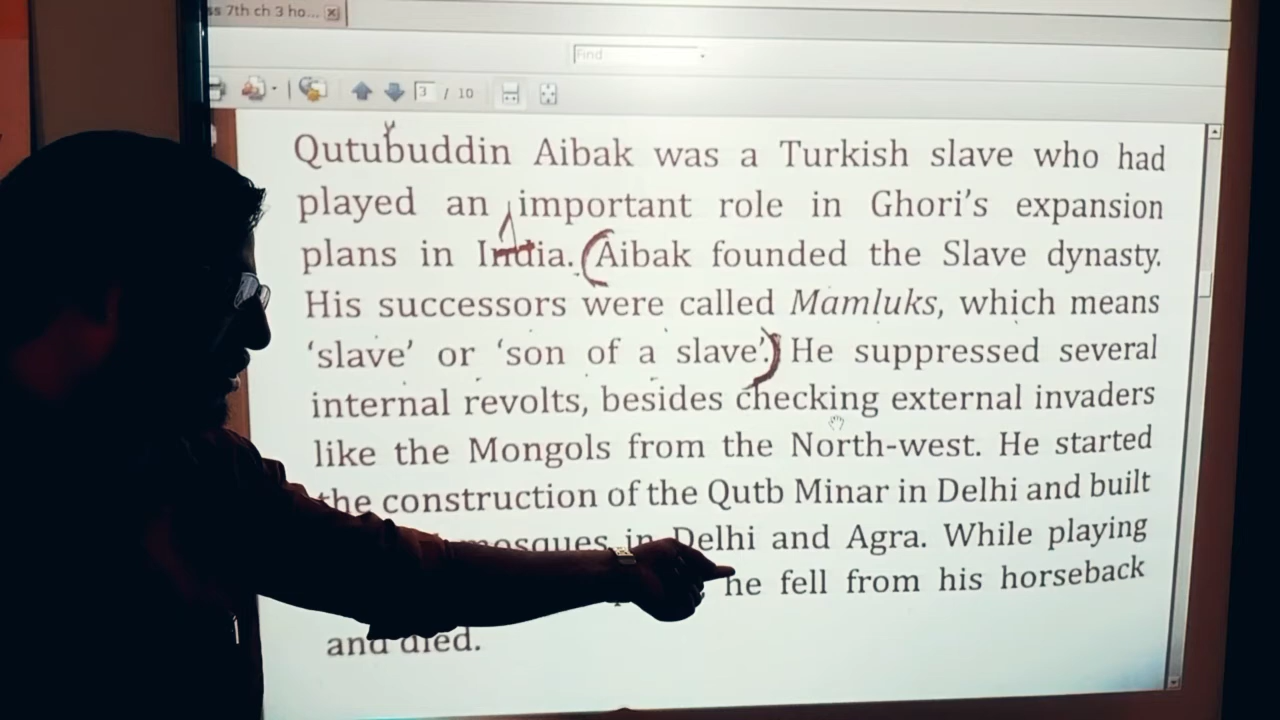 ss 7th ch 3 ho...
Find
3 / 10
Qutubuddin Aibak was a Turkish slave who had
played an important role in Ghori's expansion
plans in India. Aibak founded the Slave dynasty.
His successors were called Mamluks, which means
'slave' or 'son of a slave'. He suppressed several
internal revolts, besides checking external invaders
like the Mongols from the North-west. He started
the construction of the Qutb Minar in Delhi and built
mosques in Delhi and Agra. While playing
he fell from his horseback
and died.